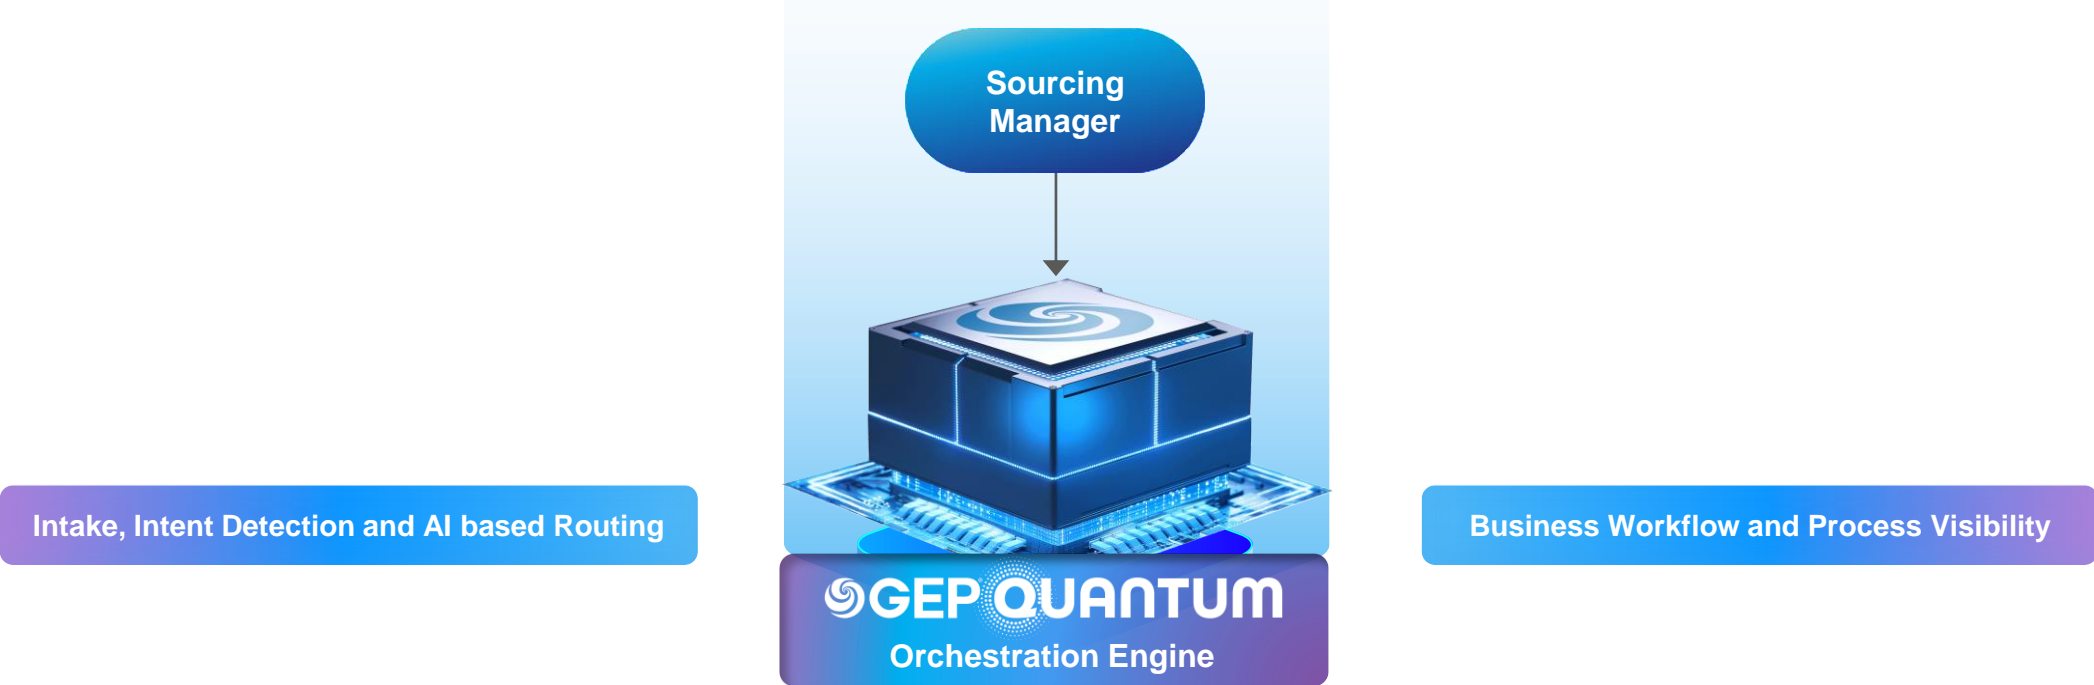 Sourcing
Manager
Intake, Intent Detection and AI based Routing
Business Workflow and Process Visibility
GEP QUANTUM
Orchestration Engine